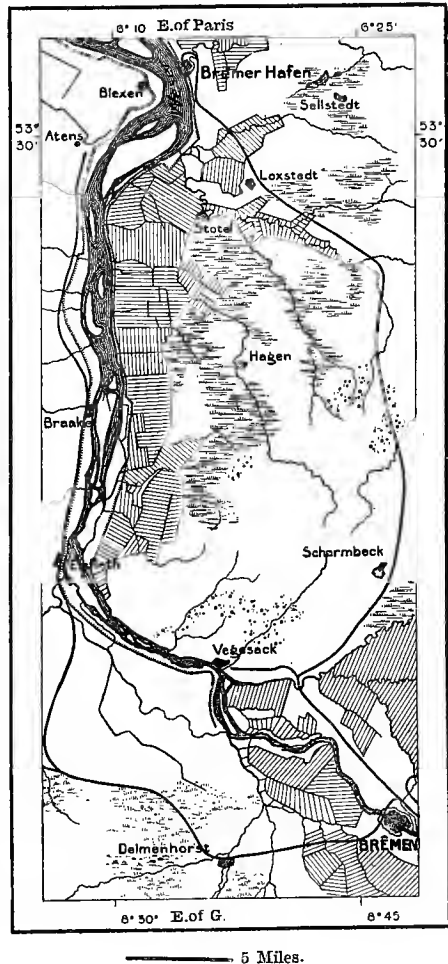 6° 10 E.of Paris 6°25'
Bremer Hafen
Blexen
Sellstedt
53°
30'
Atens
53°
30'
Loxstadt
Stotel
Hagen
Braake
Scharmbeck
Vegesack
Delmenhorst
BREMEN
8°30' E.of G. 8°45
5 Miles.